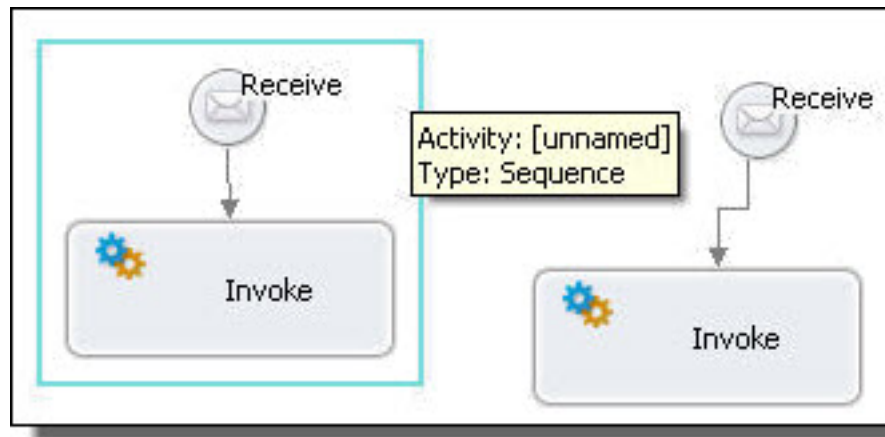 Receive
Activity: [unnamed]
Type: Sequence
Invoke
Receive
Invoke